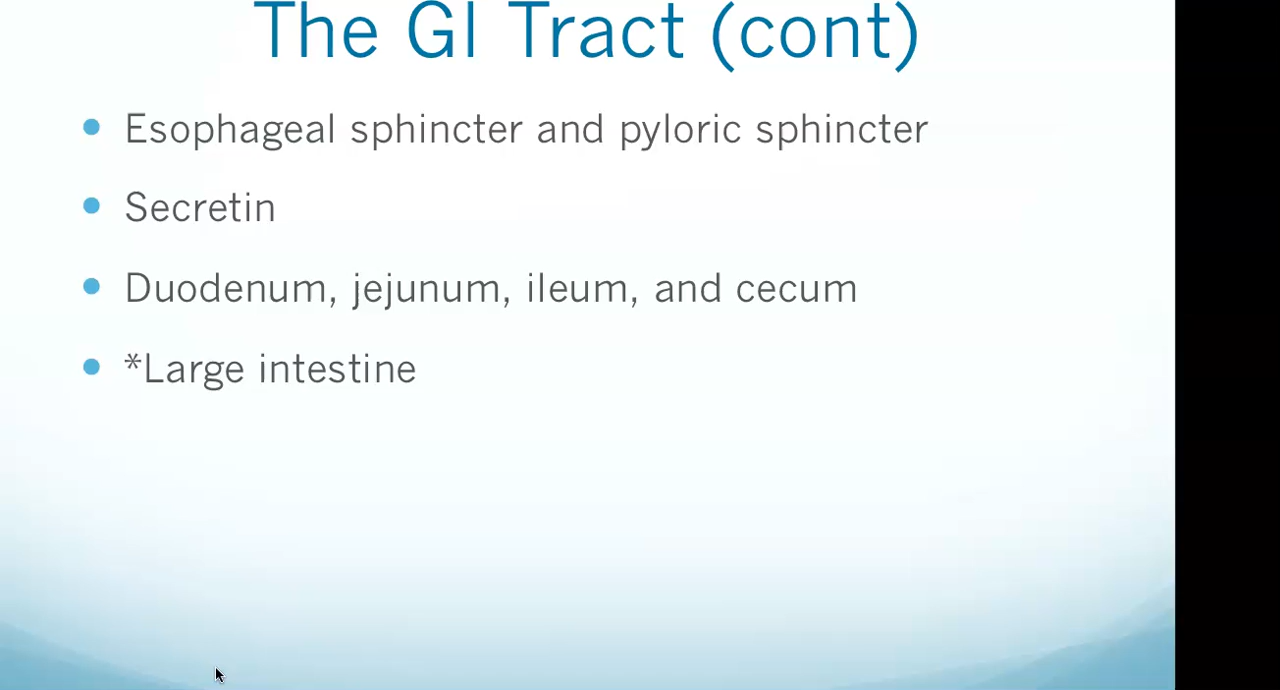 The GI Tract (cont)
• Esophageal sphincter and pyloric sphincter
• Secretin
• Duodenum, jejunum, ileum, and cecum
• *Large intestine